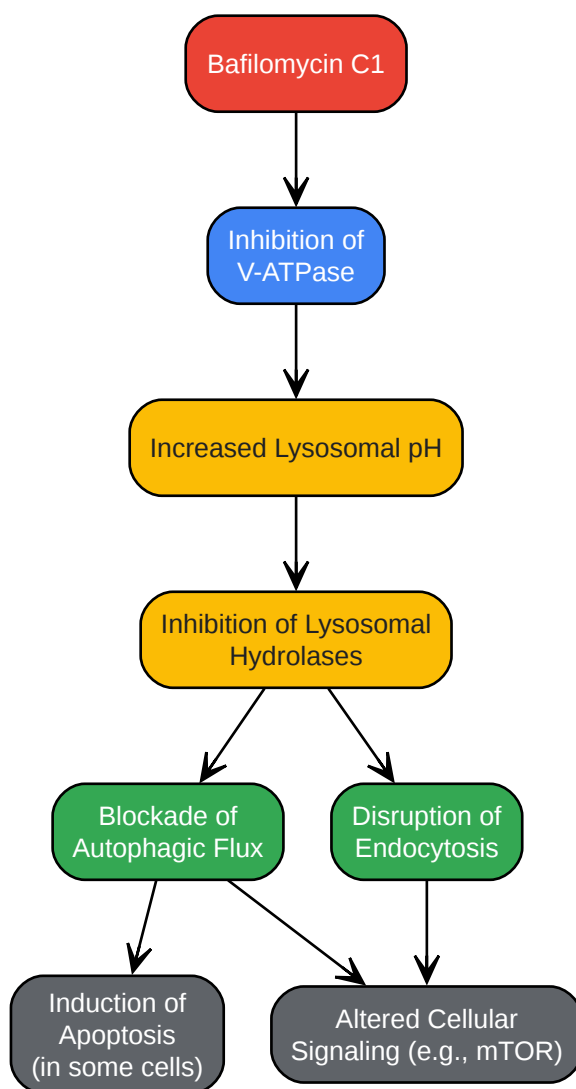 Bafilomycin C1
Inhibition of
V-ATPase
Increased Lysosomal pH
Inhibition of Lysosomal
Hydrolases
Blockade of
Autophagic Flux
Disruption of
Endocytosis
Induction of
Apoptosis
(in some cells)
Altered Cellular
Signaling (e.g., mTOR)